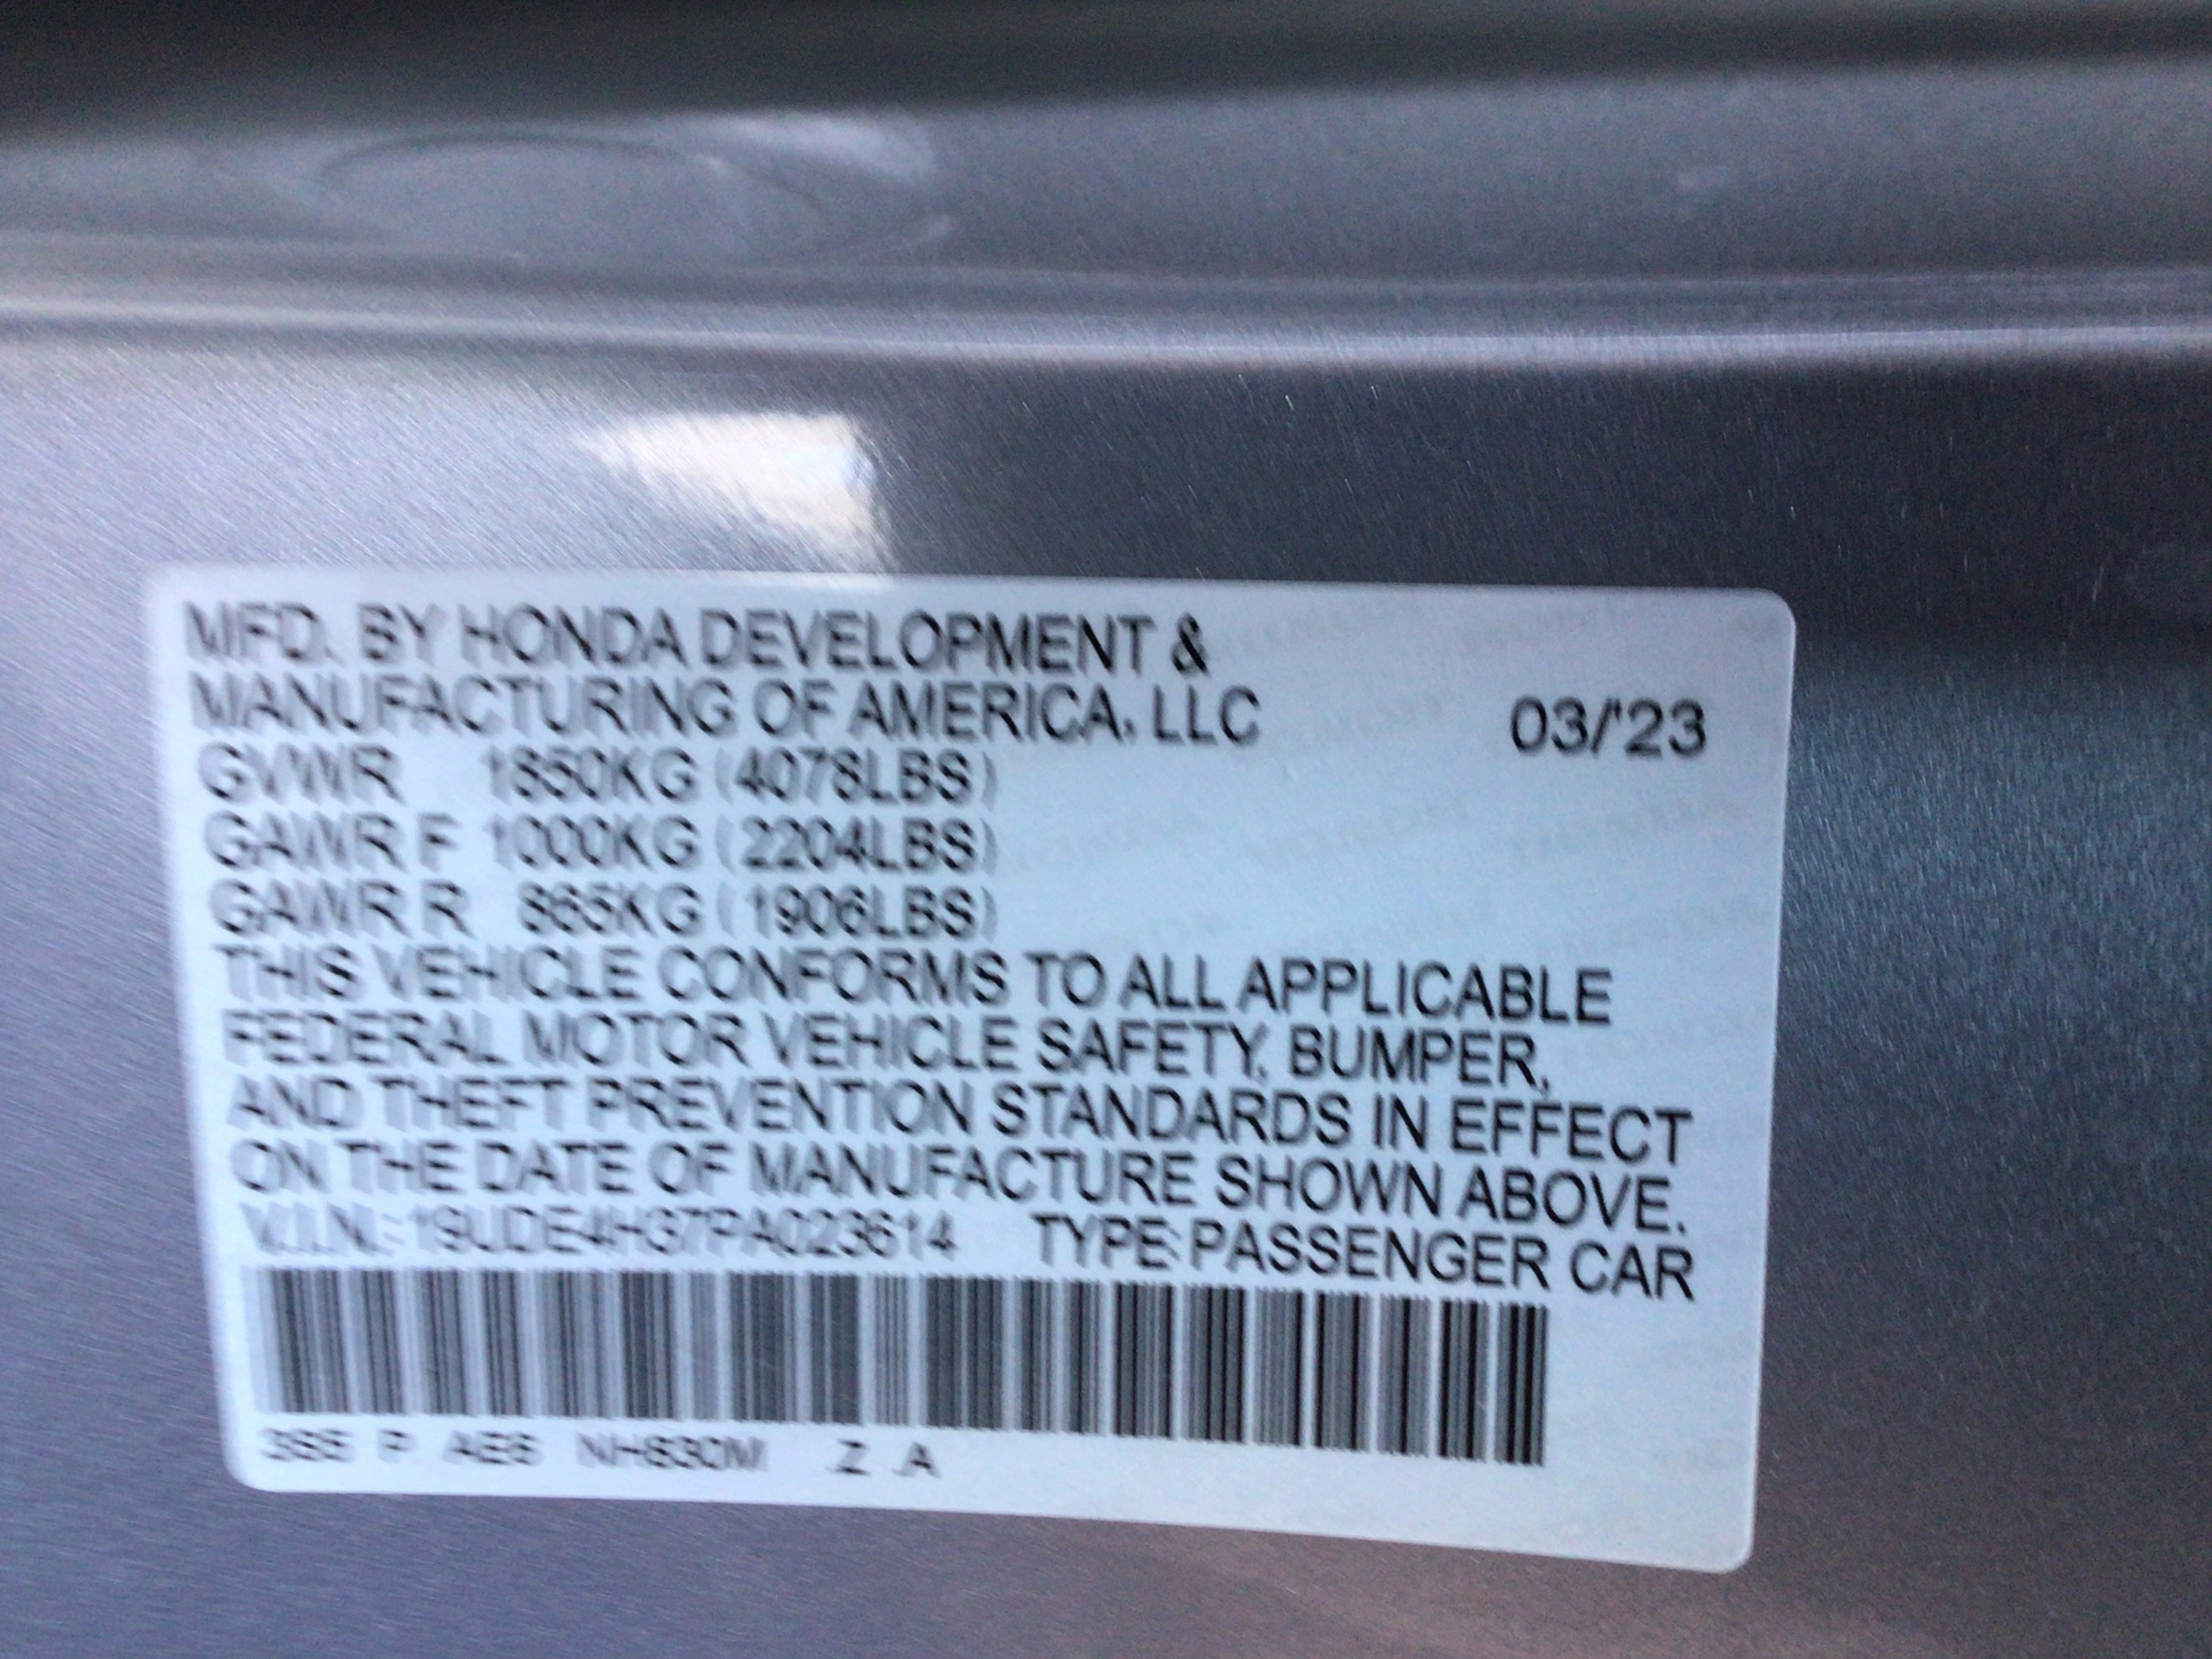 MFD. BY HONDA DEVELOPMENT &
MANUFACTURING OF AMERICA, LLC 03/'23
GVWR 1850KG (4078LBS)
GAWR F 1000KG (2204LBS)
GAWR R 865KG (1906LBS)
THIS VEHICLE CONFORMS TO ALL APPLICABLE
FEDERAL MOTOR VEHICLE SAFETY, BUMPER,
AND THEFT PREVENTION STANDARDS IN EFFECT
ON THE DATE OF MANUFACTURE SHOWN ABOVE.
V.I.N.: 19UDE4H37PA023614 TYPE: PASSENGER CAR
3S5 P AE6 NH830M Z .A